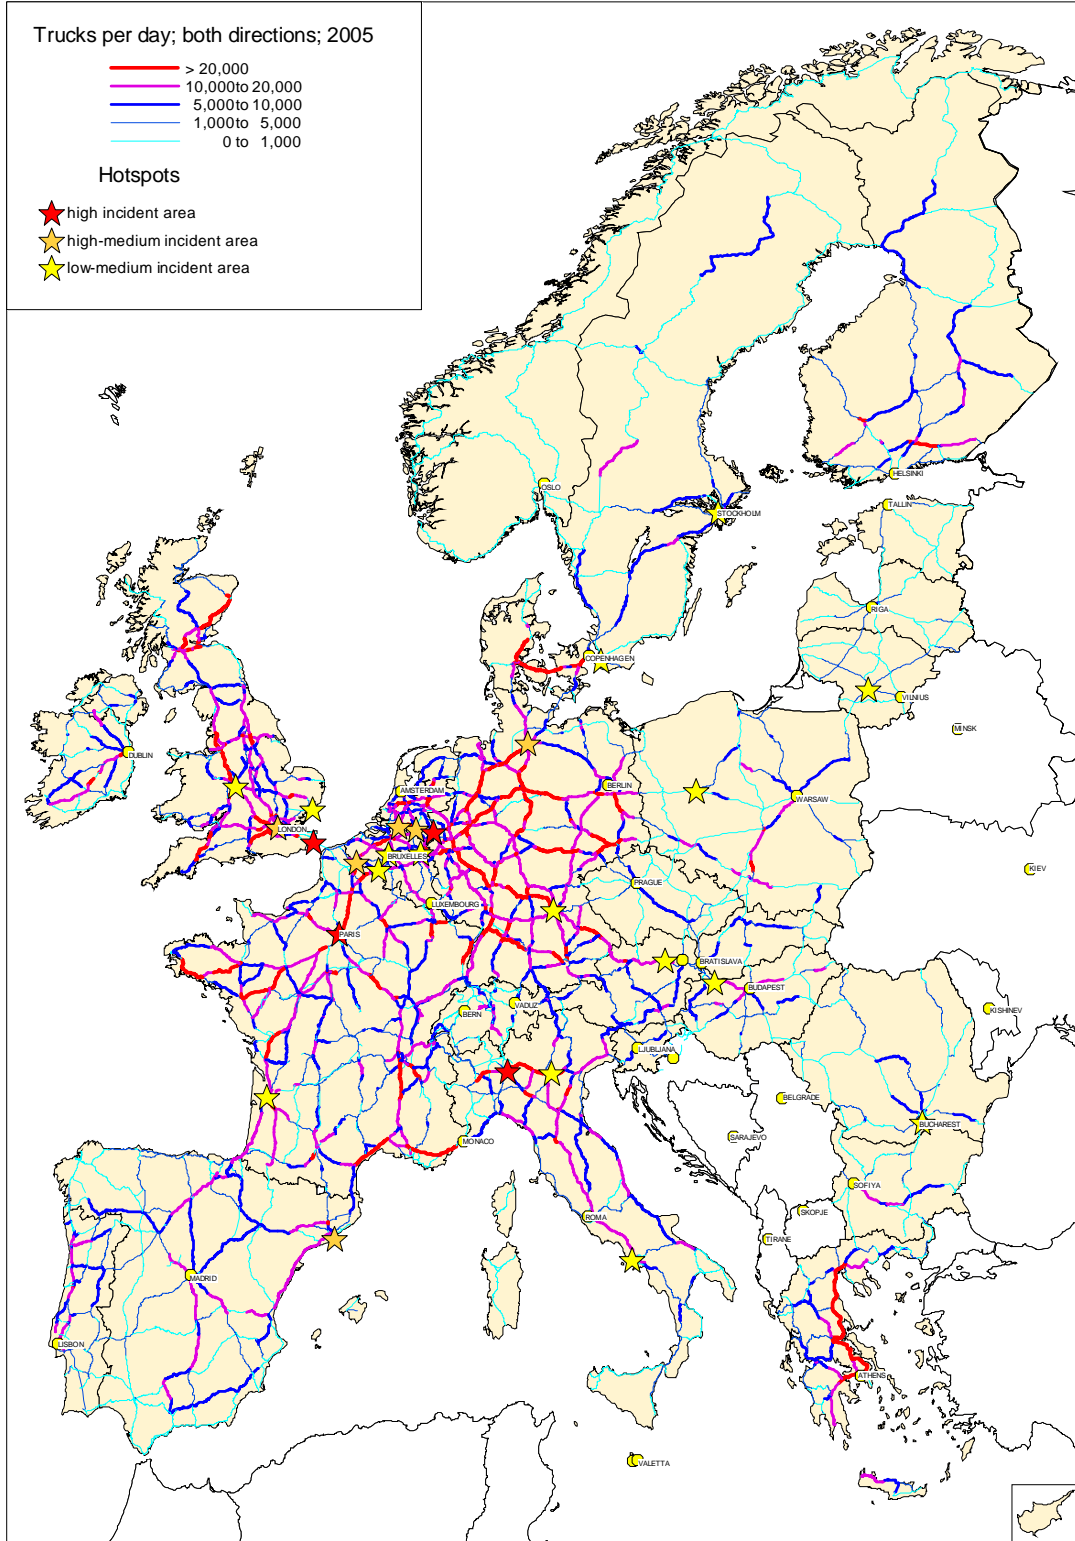 Trucks per day; both directions; 2005
> 20,000
10,000to 20,000
5,000to 10,000
1,000to 5,000
0 to 1,000
Hotspots
high incident area
high-medium incident area
low-medium incident area
HELSINKI
OSLO
TALLIN
STOCKHOLM
RIGA
COPENHAGEN
VILNIUS
MINSK
DUBLIN
AMSTERDAM
BERLIN
WARSAW
LONDON
BRUXELLES
KIEV
PRAGUE
LUXEMBOURG
PARIS
BRATISLAVA
BUDAPEST
VADUZ
BERN
KISHINEV
LJUBLJANA
BELGRADE
BUCHAREST
SARAJEVO
MONACO
SOFIYA
SKOPJE
ROMA
TIRANE
MADRID
LISBON
ATHENS
VALETTA